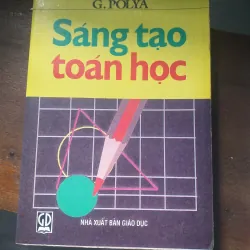 G. POLYA
Sáng tạo
toán học
NHÀ XUẤT BẢN GIÁO DỤC
GD